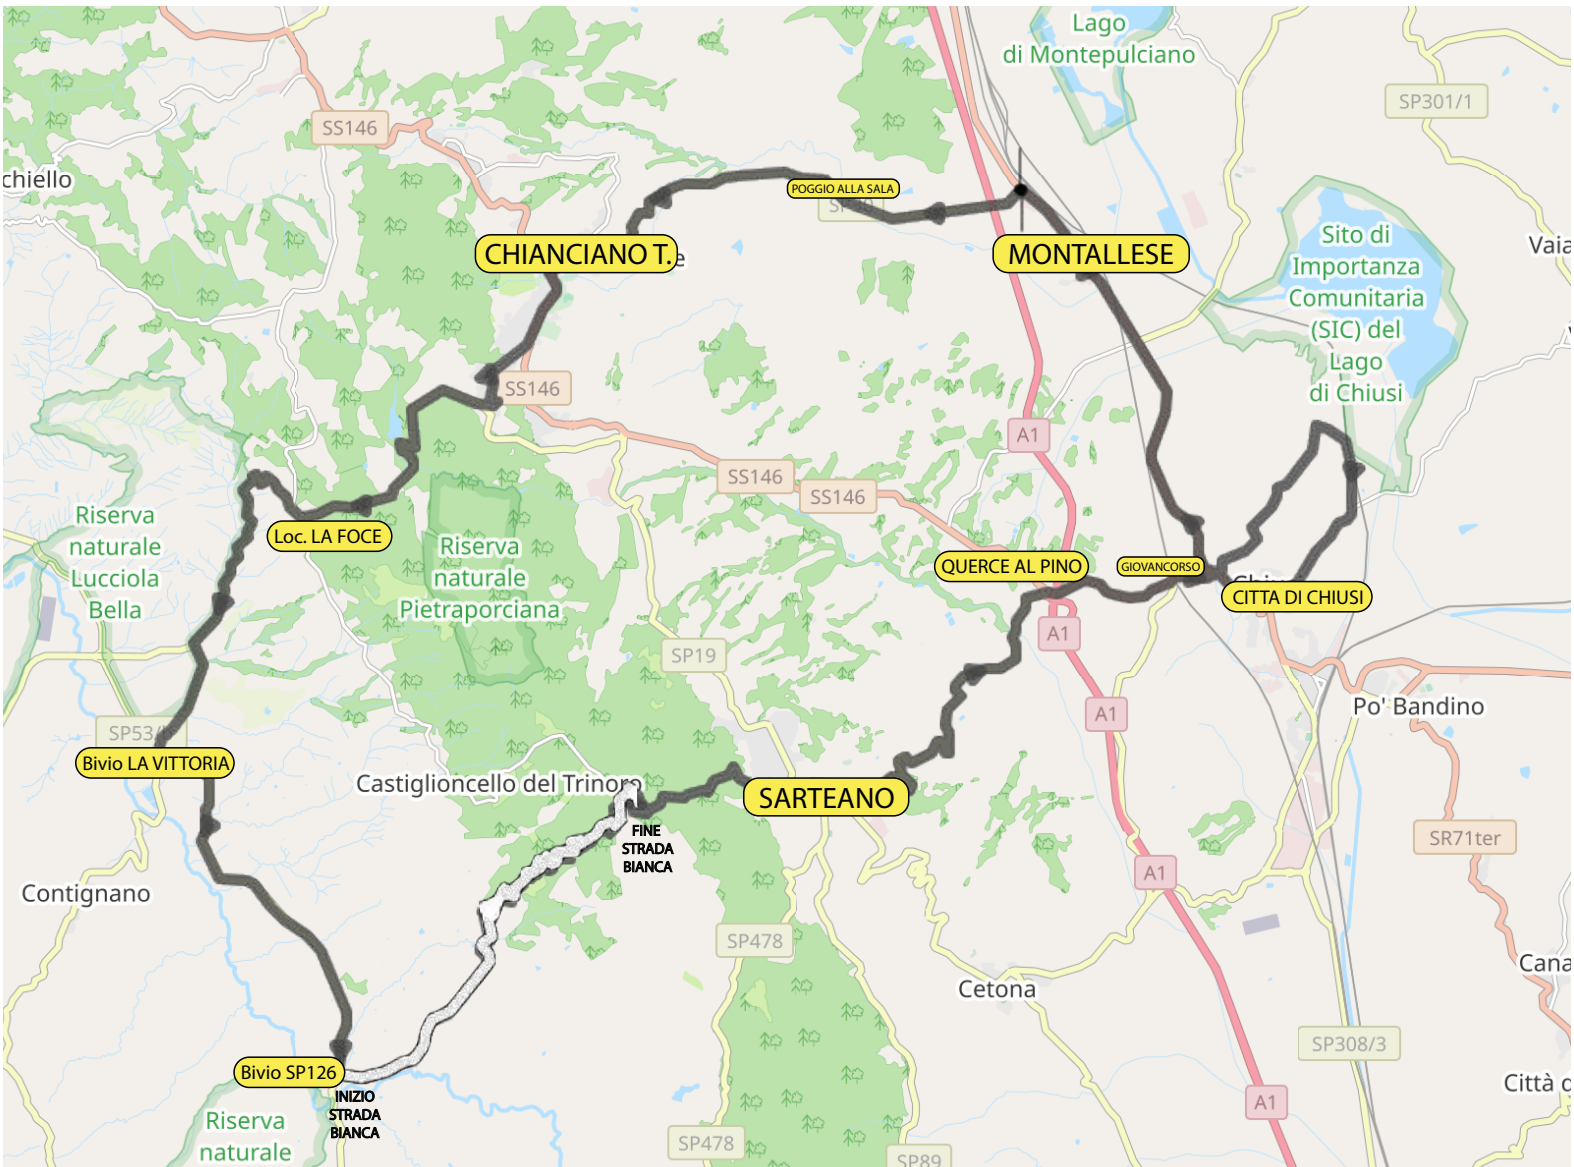 Lago
di Montepulciano
SP301/1
SS146
chiello
POGGIO ALLA SALA
CHIANCIANO T.
e
MONTALLESE
Sito di
Importanza
Comunitaria
(SIC) del
Lago
di Chiusi
Vaia
SS146
A1
SS146
SS146
Riserva
naturale
Lucciola
Bella
Loc. LA FOCE
Riserva
naturale
Pietraporciana
QUERCE AL PINO
GIOVANCORSO
CITTA DI CHIUSI
A1
SP19
A1
Po' Bandino
SP53/
Bivio LA VITTORIA
Castiglioncello del Trinoro
SARTEANO
FINE
STRADA
BIANCA
SR71ter
A1
Contignano
SP478
Cana
Cetona
SP308/3
Bivio SP126
INIZIO
STRADA
BIANCA
Città d
A1
Riserva
naturale
SP478
SP89